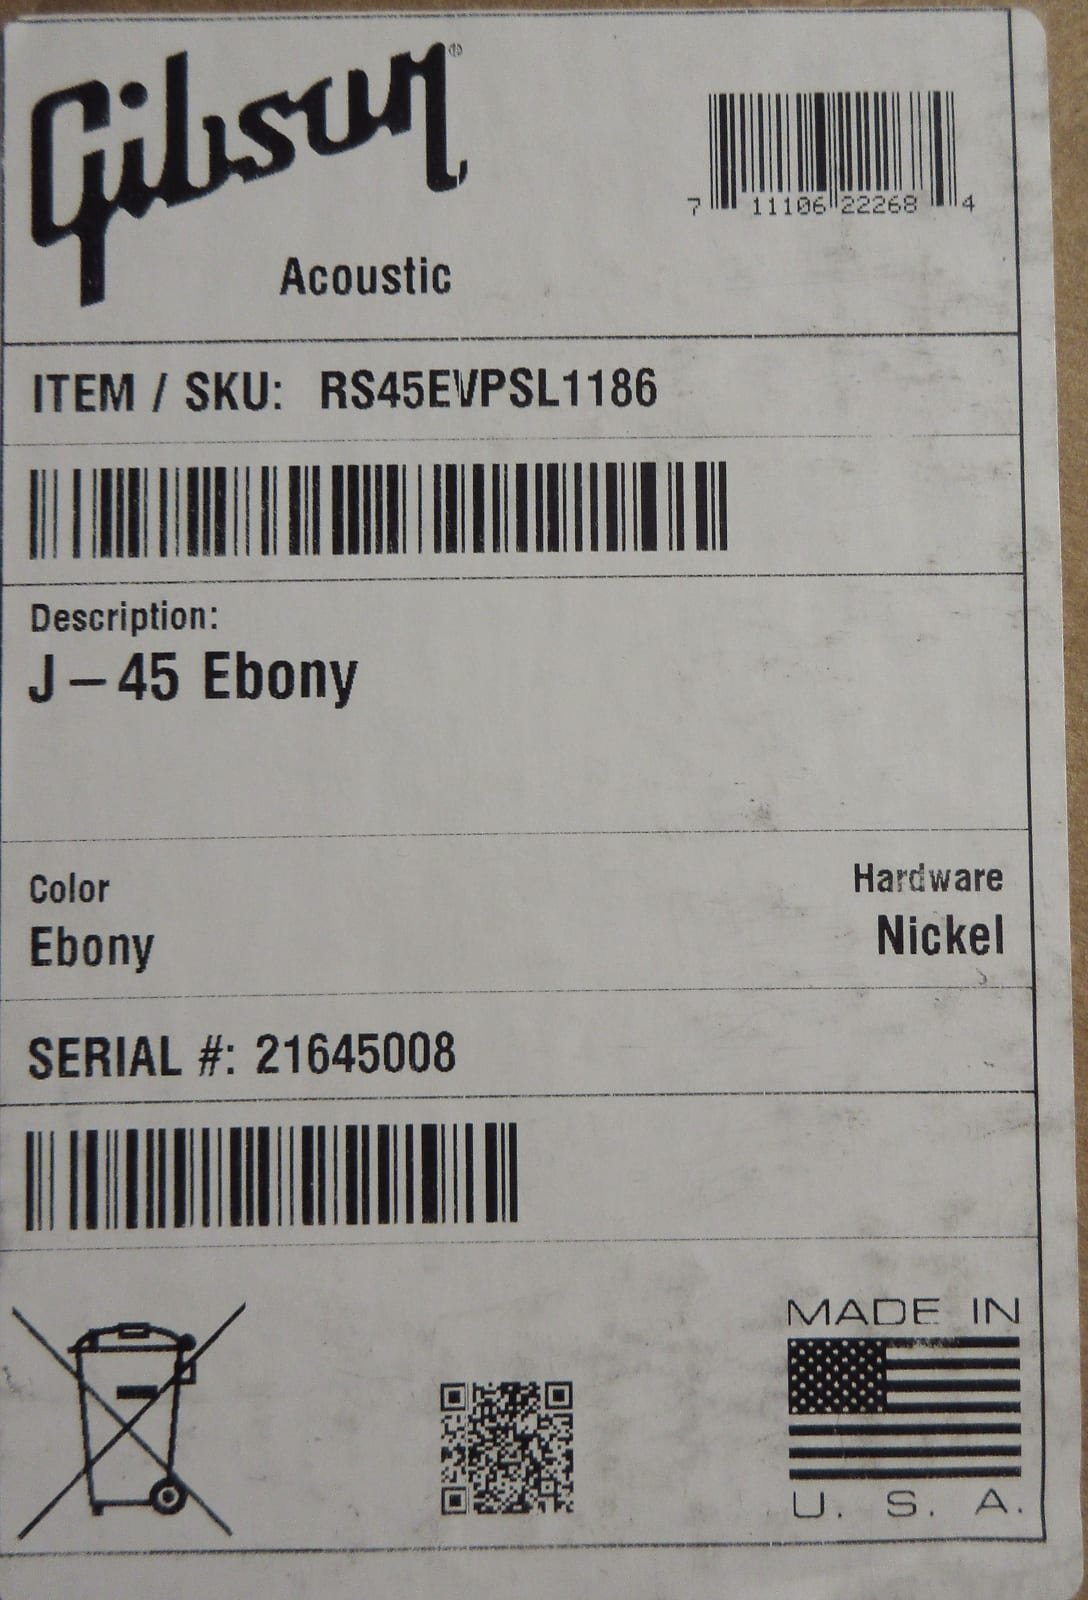 Gibson®
Acoustic
7 11106 22268 4
ITEM / SKU: RS45EVPSL1186
Description:
J – 45 Ebony
Color
Ebony
Hardware
Nickel
SERIAL #: 21645008
MADE IN
U. S. A.